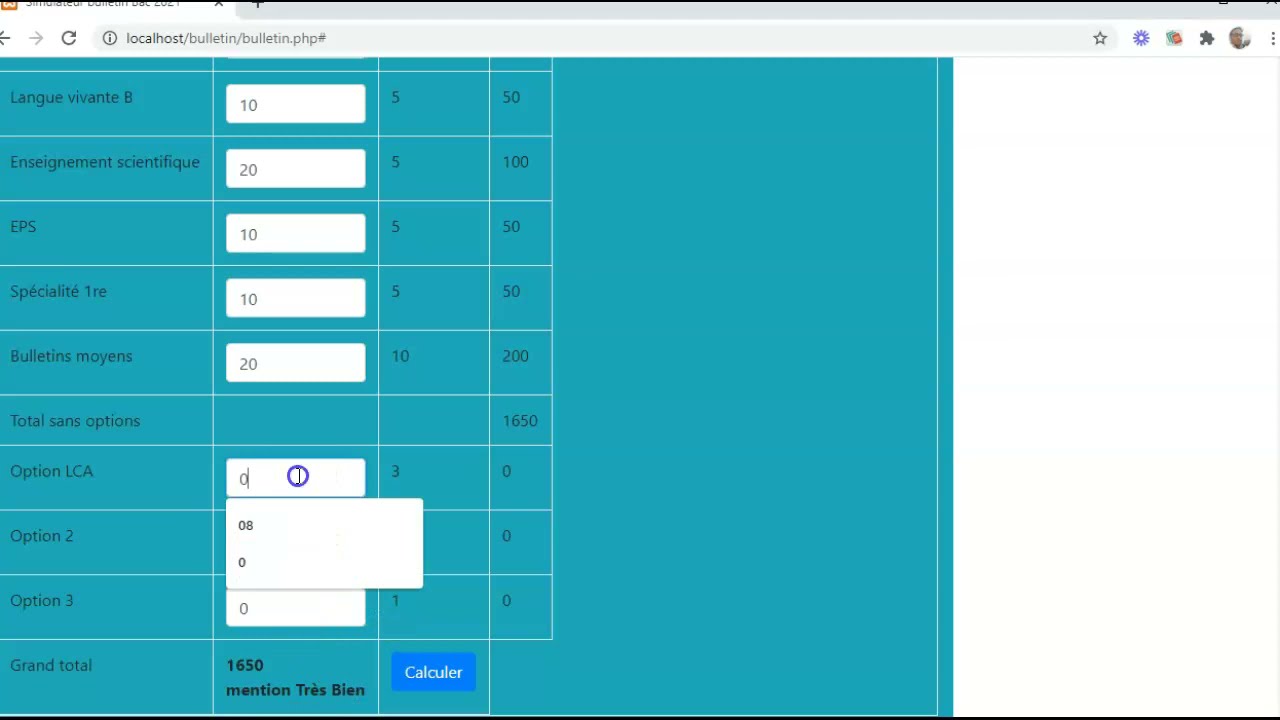 Simulateur Bulletin Bac 2021
localhost/bulletin/bulletin.php#
Langue vivante B 10 5 50
Enseignement scientifique 20 5 100
EPS 10 5 50
Spécialité 1re 10 5 50
Bulletins moyens 20 10 200
Total sans options 1650
Option LCA 0 3 0
08
Option 2 0
0
Option 3 0 1 0
Grand total 1650 Calculer
mention Très Bien